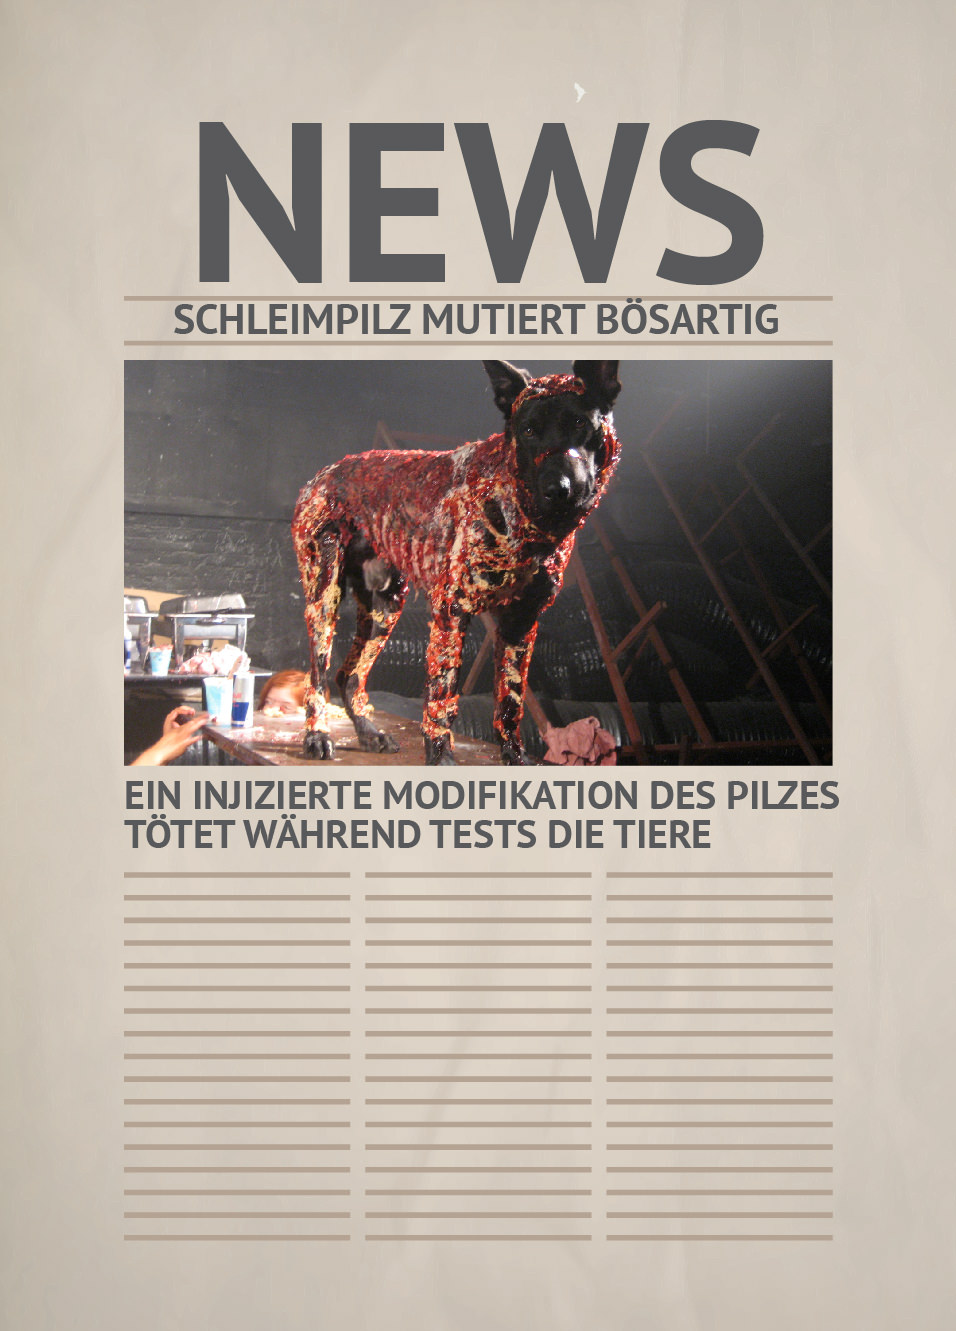 NEWS
SCHLEIMPILZ MUTIERT BÖSARTIG
EIN INJIZIERTE MODIFIKATION DES PILZES
TÖTET WÄHREND TESTS DIE TIERE